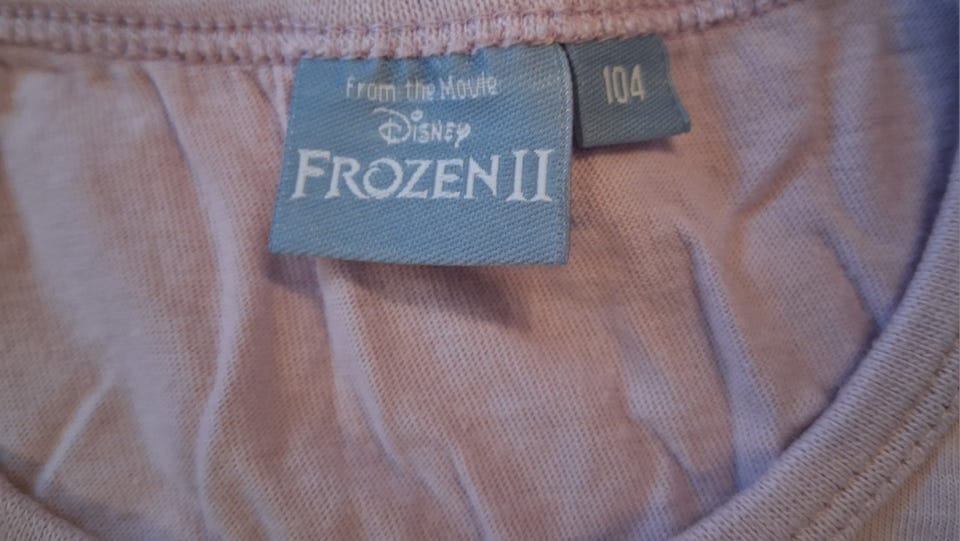 From the Movie
Disney
FROZEN II
104